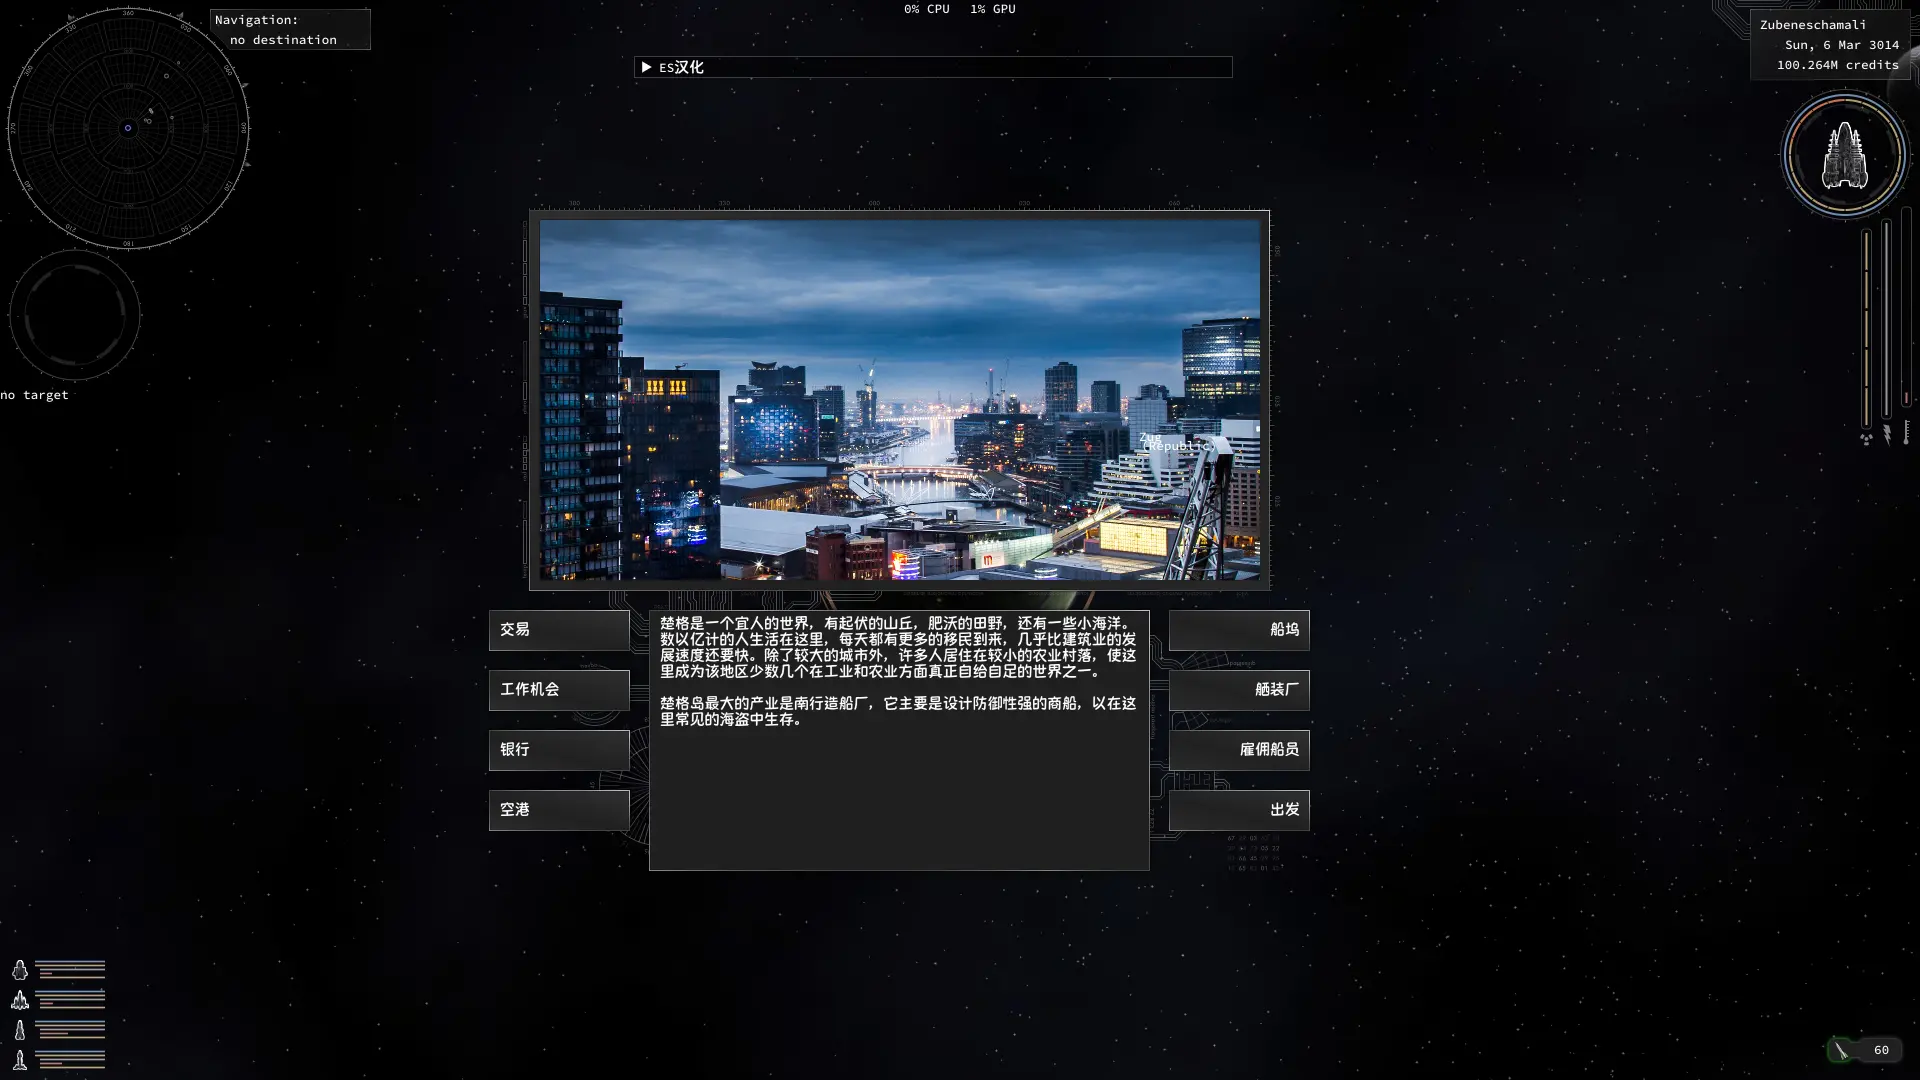 0% CPU 1% GPU
Navigation:
no destination
Zubeneschamali
Sun, 6 Mar 3014
100.264M credits
▶ ES汉化
no target
Zug
(Republic)
交易
工作机会
银行
空港
楚格是一个宜人的世界，有起伏的山丘，肥沃的田野，还有一些小海洋。
数以亿计的人生活在这里，每天都有更多的移民到来，几乎比建筑业的发
展速度还要快。除了较大的城市外，许多人居住在较小的农业村落，使这
里成为该地区少数几个在工业和农业方面真正自给自足的世界之一。
楚格岛最大的产业是南行造船厂，它主要是设计防御性强的商船，以在这
里常见的海盗中生存。
船坞
舾装厂
雇佣船员
出发
60